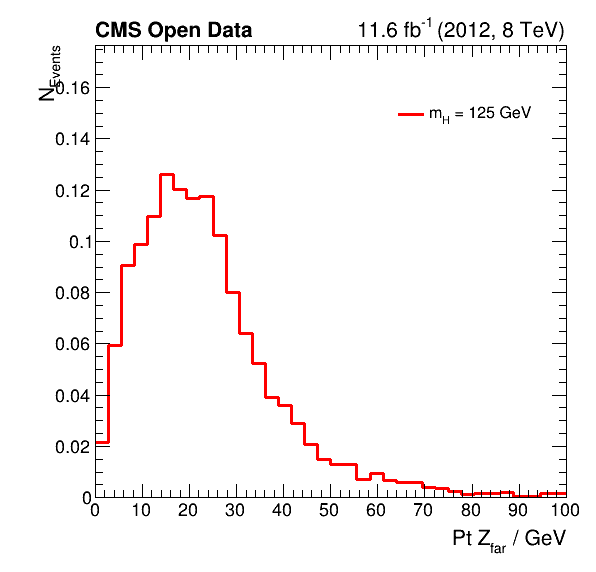 CMS Open Data 11.6 fb-1 (2012, 8 TeV)
NEvents
mH = 125 GeV
0.16
0.14
0.12
0.1
0.08
0.06
0.04
0.02
0
0 10 20 30 40 50 60 70 80 90 100
Pt Zfar / GeV